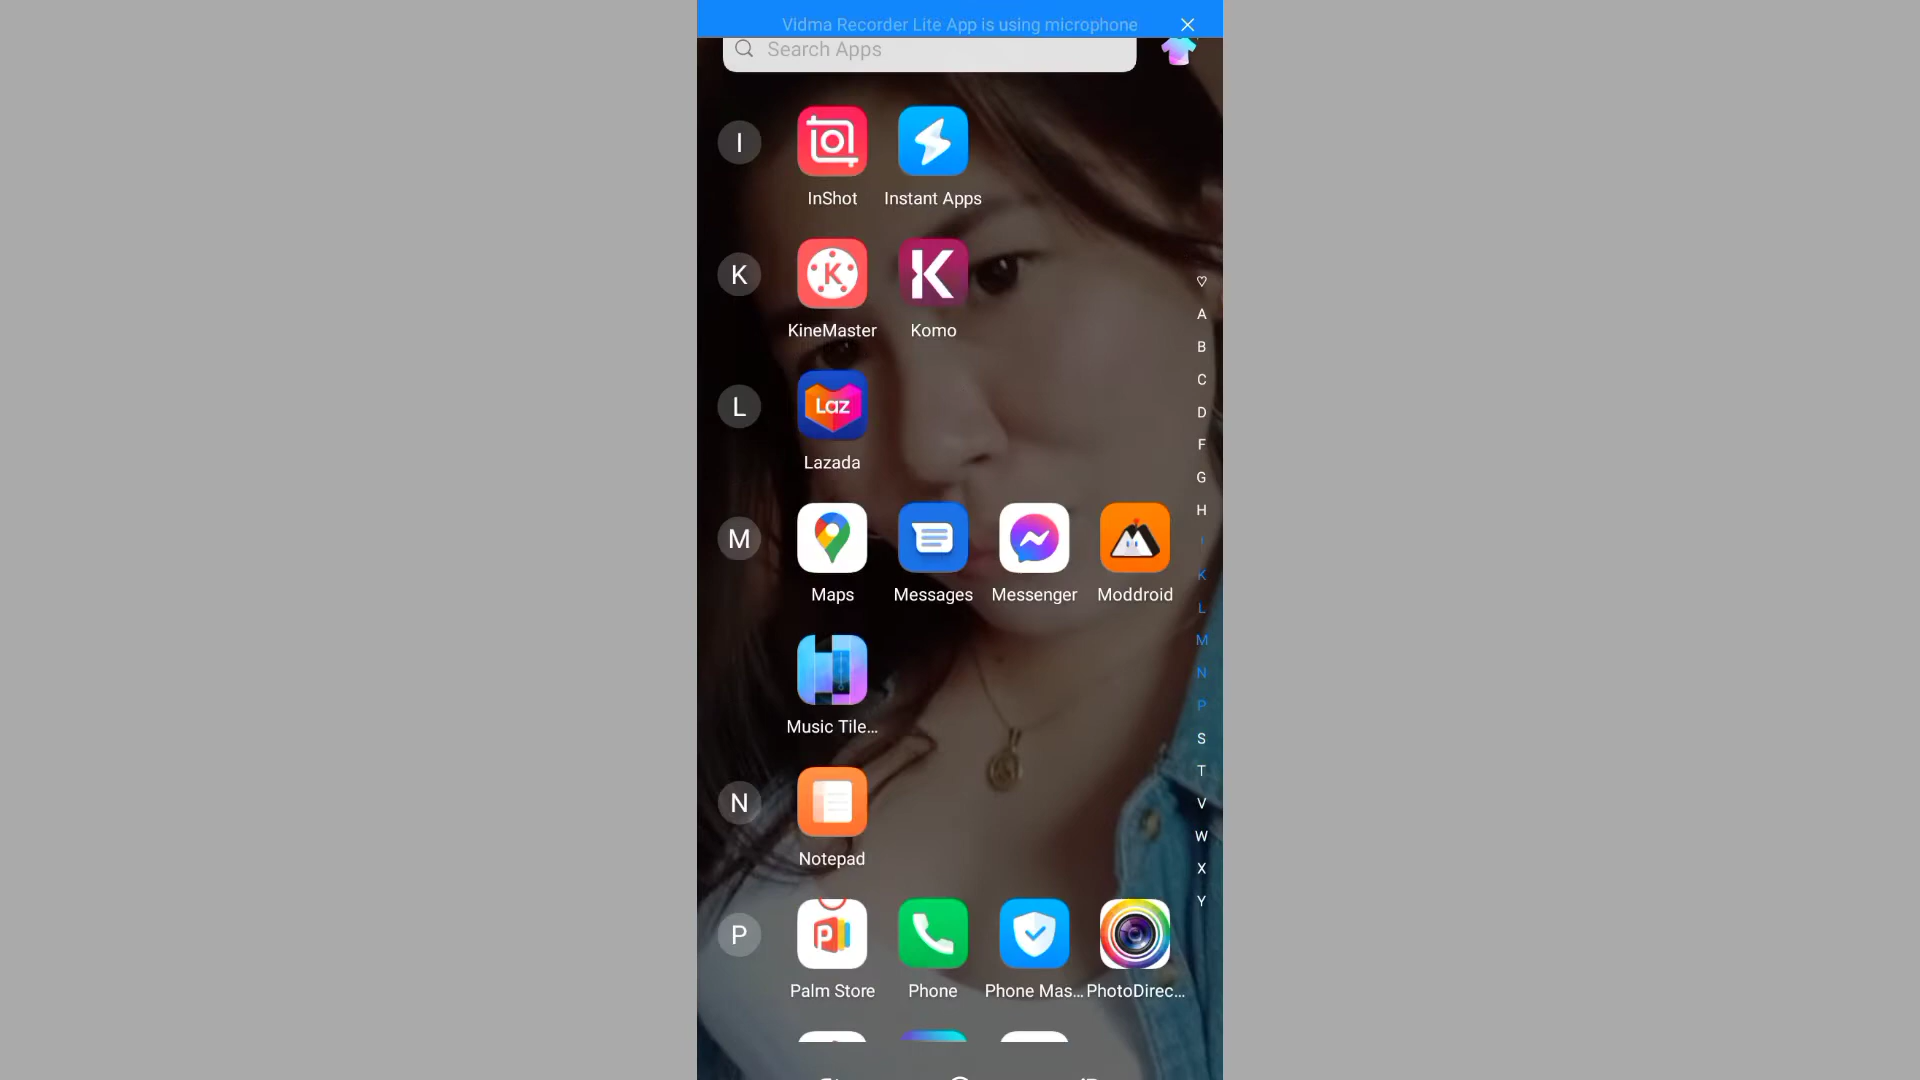 Vidma Recorder Lite App is using microphone
Search Apps
I
InShot
Instant Apps
K
K
K
KineMaster
Komo
L
Laz
Lazada
M
Maps
Messages
Messenger
Moddroid
Music Tile...
N
Notepad
P
P
Palm Store
Phone
Phone Mas...
PhotoDirec...
A
B
C
D
F
G
H
I
K
L
M
N
P
S
T
V
W
X
Y